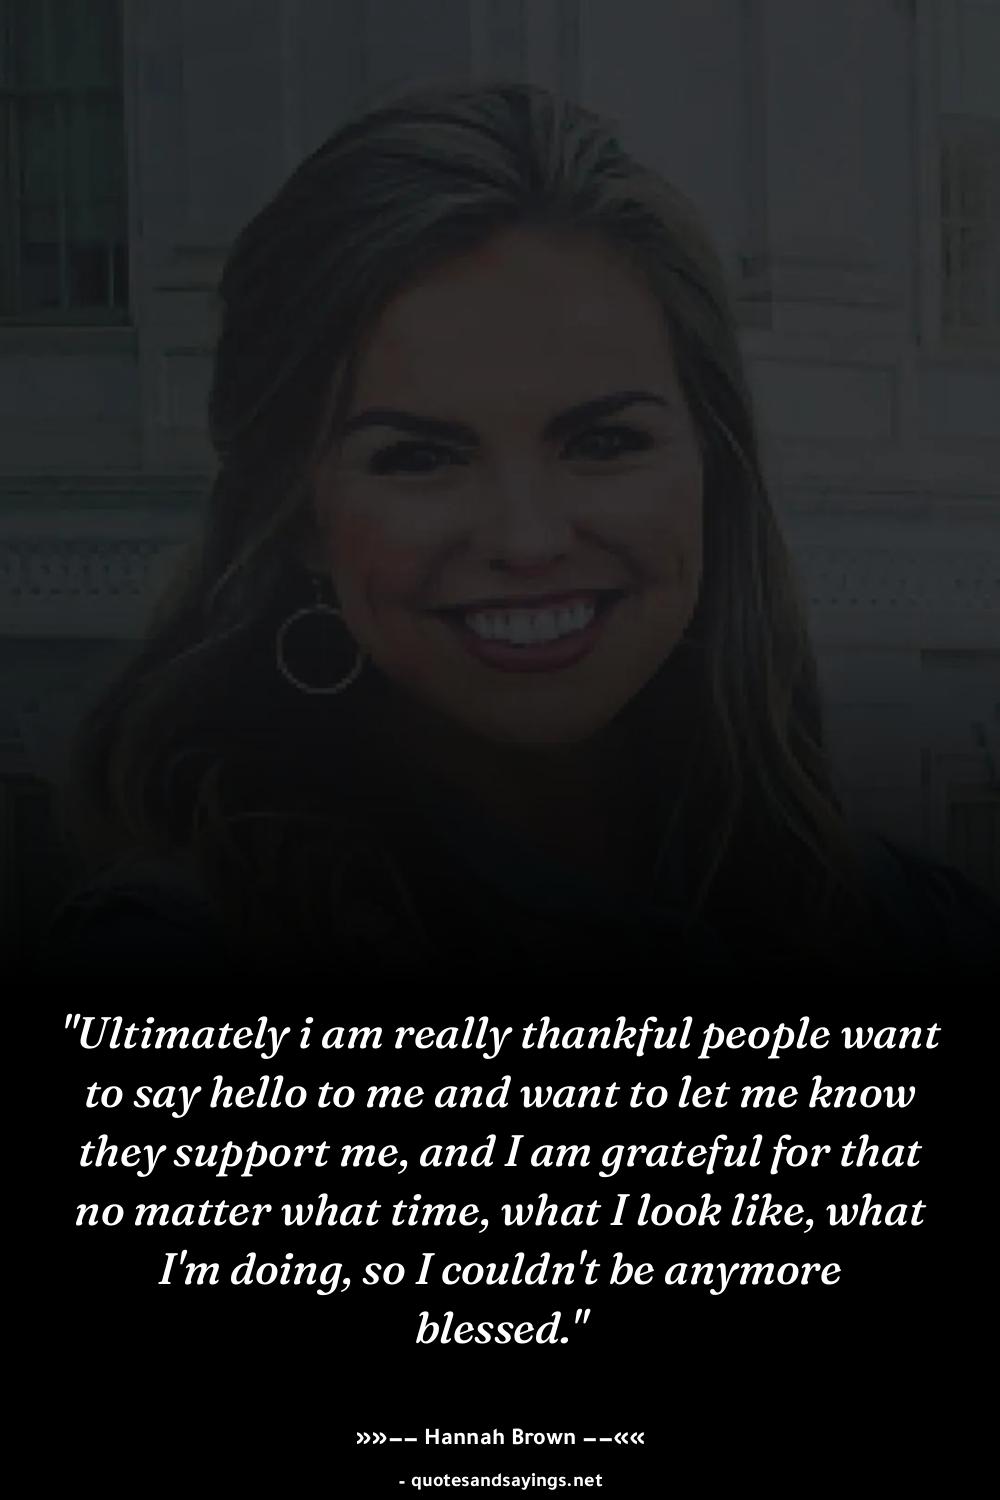 "Ultimately i am really thankful people want
to say hello to me and want to let me know
they support me, and I am grateful for that
no matter what time, what I look like, what
I'm doing, so I couldn't be anymore
blessed."
»»-- Hannah Brown --««
- quotesandsayings.net